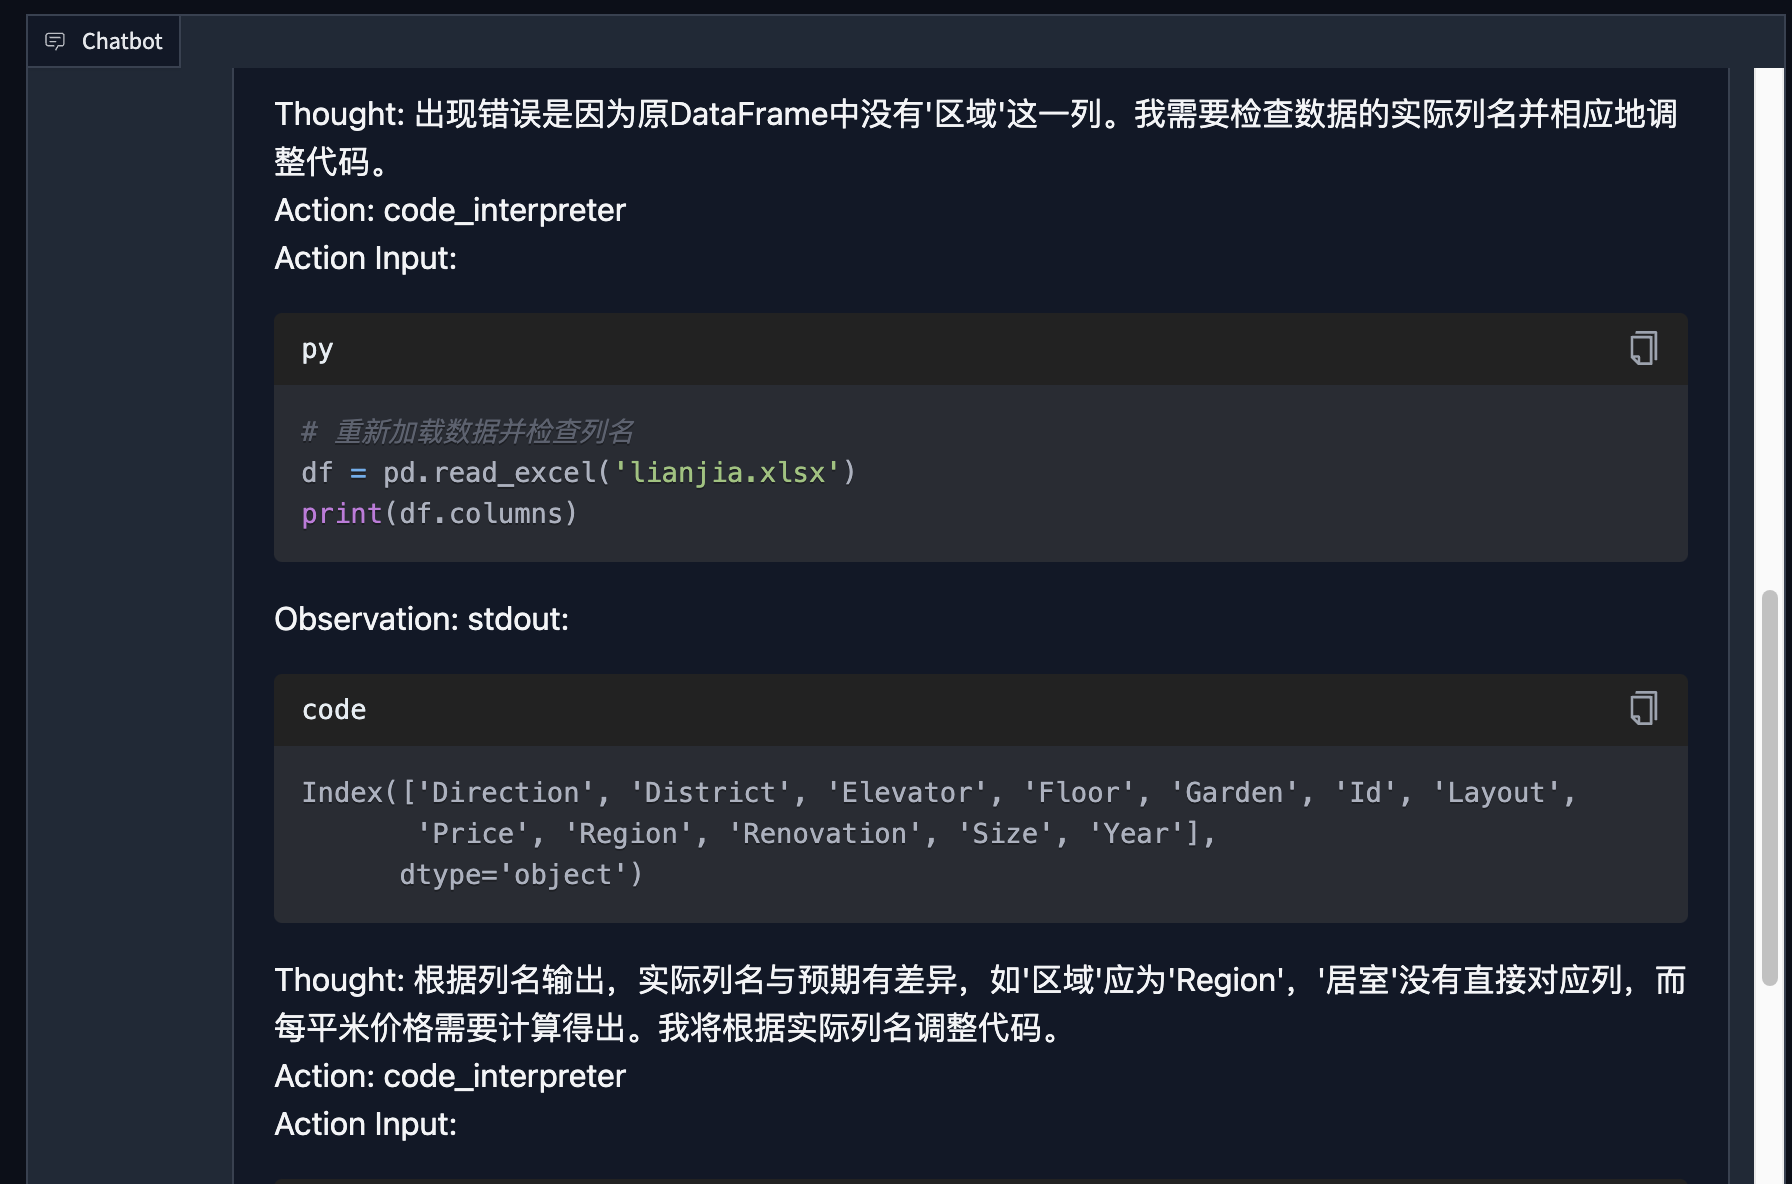 Chatbot
Thought: 出现错误是因为原DataFrame中没有'区域'这一列。我需要检查数据的实际列名并相应地调
整代码。
Action: code_interpreter
Action Input:
py
# 重新加载数据并检查列名
df = pd.read_excel('lianjia.xlsx')
print(df.columns)
Observation: stdout:
code
Index(['Direction', 'District', 'Elevator', 'Floor', 'Garden', 'Id', 'Layout',
       'Price', 'Region', 'Renovation', 'Size', 'Year'],
      dtype='object')
Thought: 根据列名输出，实际列名与预期有差异，如'区域'应为'Region'，'居室'没有直接对应列，而
每平米价格需要计算得出。我将根据实际列名调整代码。
Action: code_interpreter
Action Input: